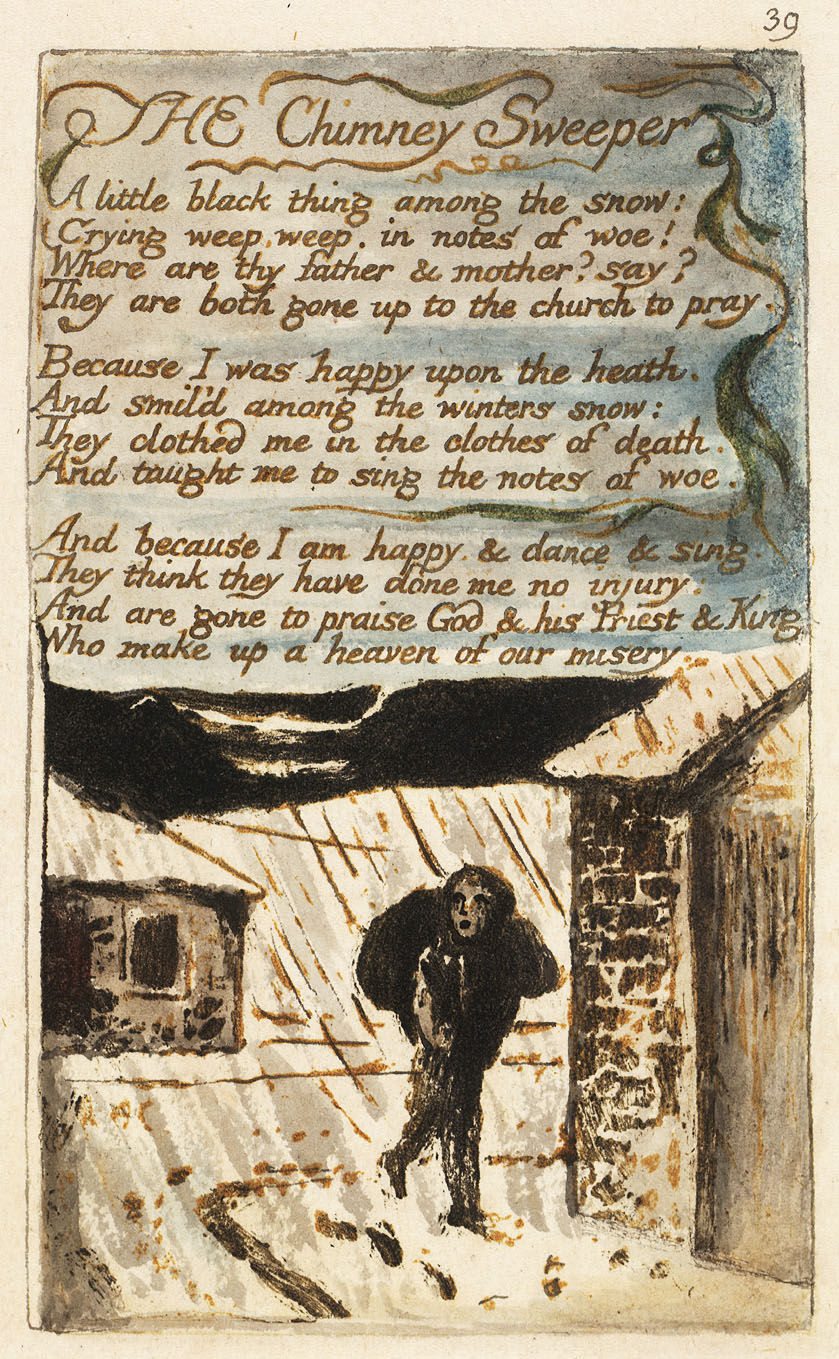 39
THE Chimney Sweeper
A little black thing among the snow:
Crying weep, weep, in notes of woe!
Where are thy father & mother? say?
They are both gone up to the church to pray.
Because I was happy upon the heath.
And smil'd among the winters snow:
They clothed me in the clothes of death.
And taught me to sing the notes of woe.
And because I am happy. & dance & sing.
They think they have done me no injury:
And are gone to praise God & his Priest & King
Who make up a heaven of our misery.